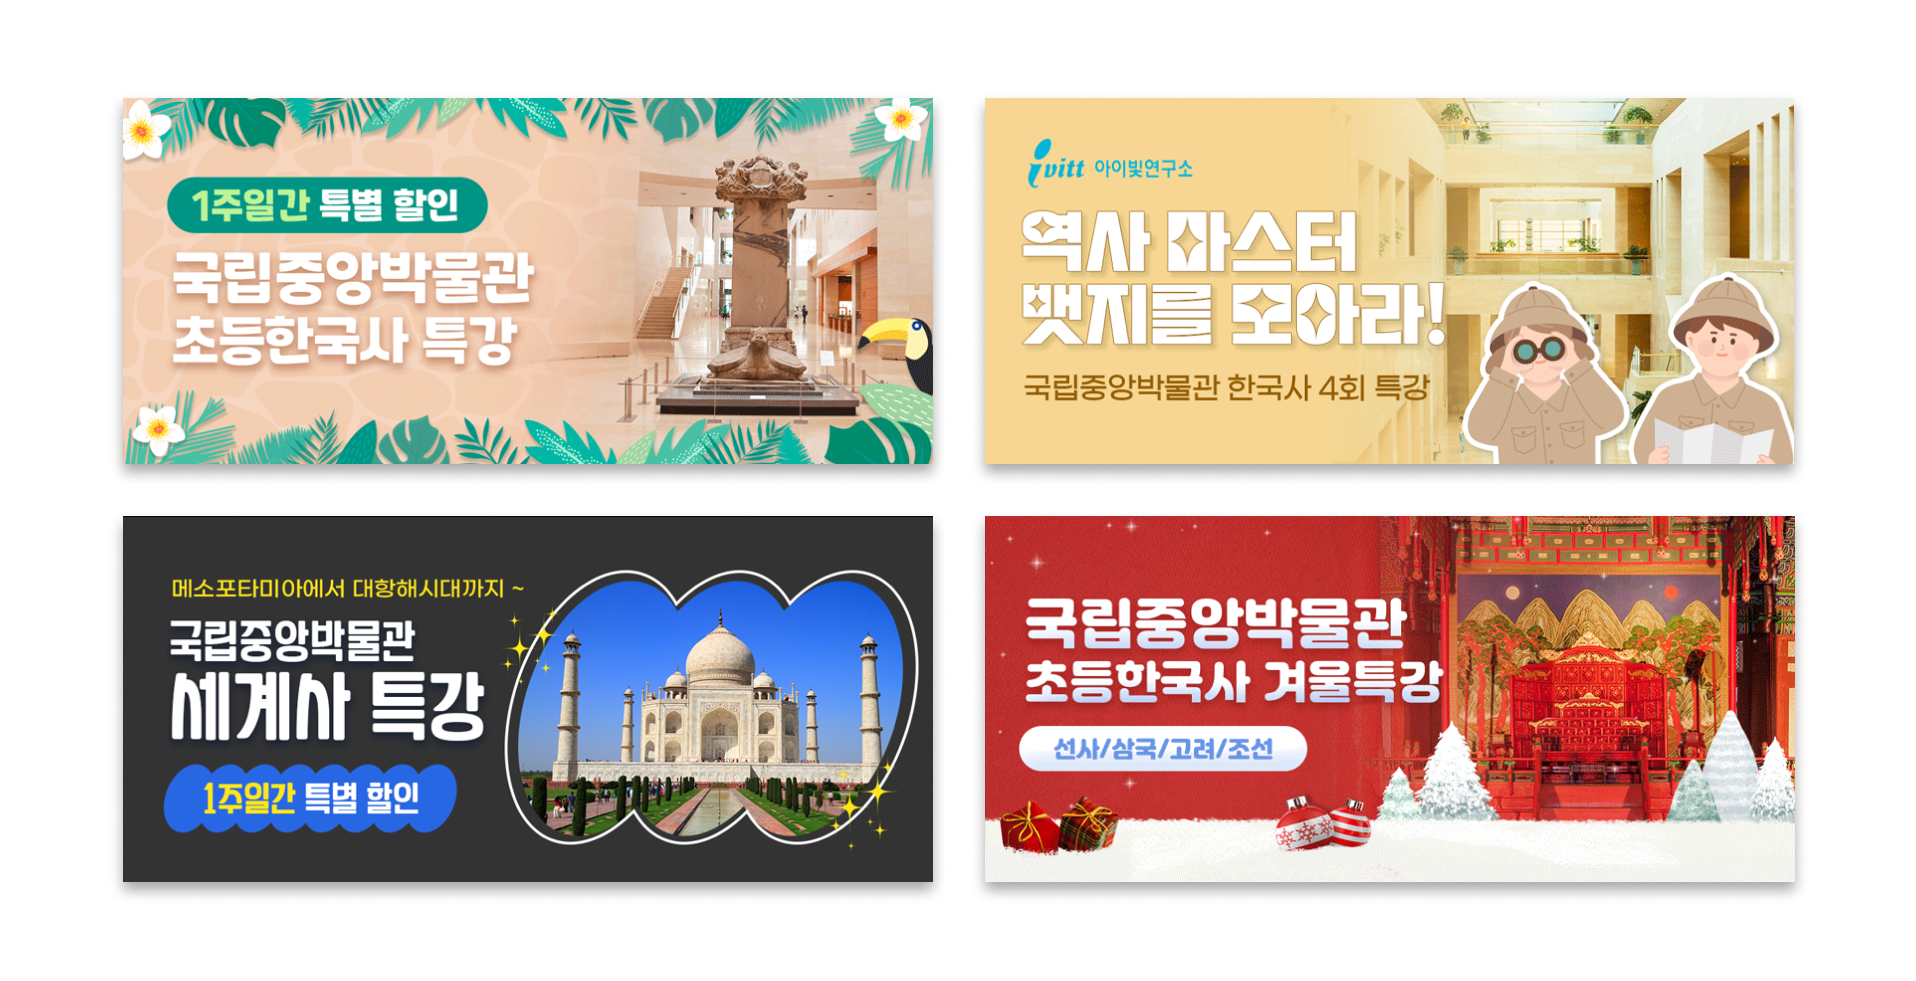 1주일간 특별 할인
국립중앙박물관
초등한국사 특강
ivitt 아이빛연구소
역사 마스터
뱃지를 모아라!
국립중앙박물관 한국사 4회 특강
메소포타미아에서 대항해시대까지 ~
국립중앙박물관
세계사 특강
1주일간 특별 할인
국립중앙박물관
초등한국사 겨울특강
선사/삼국/고려/조선